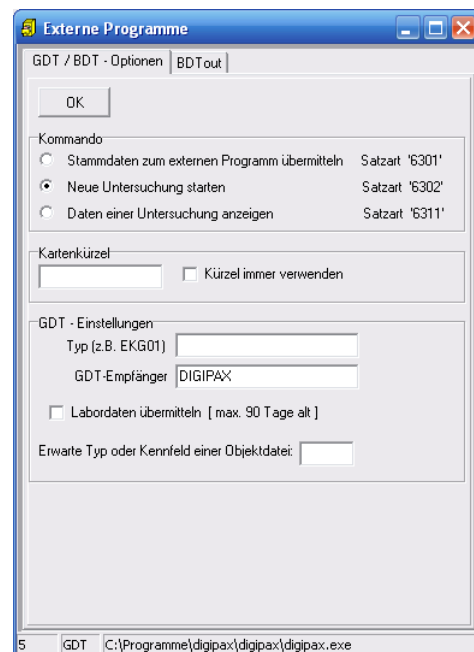 Externe Programme
GDT / BDT - Optionen BDTout
OK
Kommando
Stammdaten zum externen Programm übermitteln Satzart '6301'
Neue Untersuchung starten Satzart '6302'
Daten einer Untersuchung anzeigen Satzart '6311'
Kartenkürzel
Kürzel immer verwenden
GDT - Einstellungen
Typ (z.B. EKG01)
GDT-Empfänger DIGIPAX
Labordaten übermitteln [ max. 90 Tage alt ]
Erwarte Typ oder Kennfeld einer Objektdatei:
5 GDT C:\Programme\digipax\digipax\digipax.exe